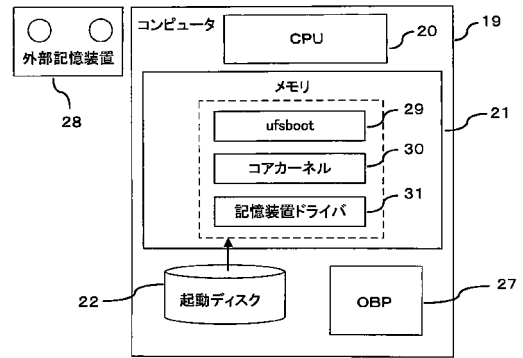 コンピュータ
CPU
20
19
外部記憶装置
28
メモリ
21
ufsboot
29
コアカーネル
30
記憶装置ドライバ
31
22
起動ディスク
OBP
27